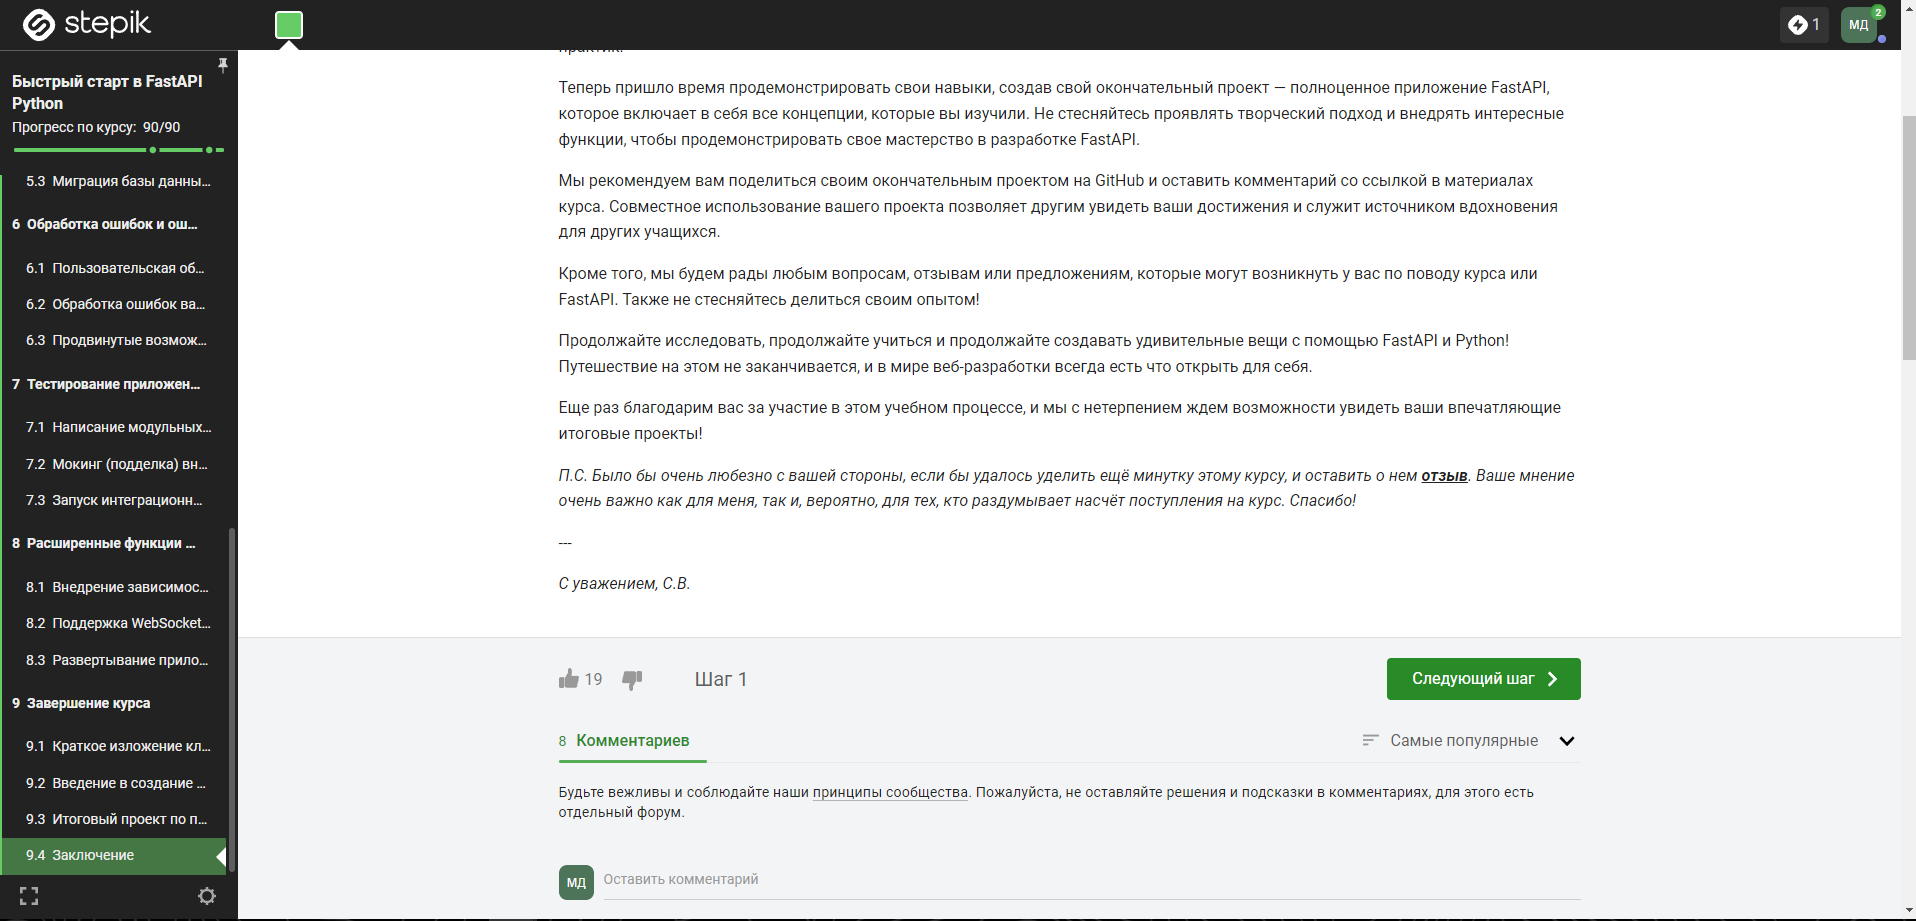 stepik
1
МД
2
Быстрый старт в FastAPI
Python
Прогресс по курсу: 90/90
5.3 Миграция базы данны...
6 Обработка ошибок и ош...
6.1 Пользовательская об...
6.2 Обработка ошибок ва...
6.3 Продвинутые возмож...
7 Тестирование приложен...
7.1 Написание модульных...
7.2 Мокинг (подделка) вн...
7.3 Запуск интеграционн...
8 Расширенные функции ...
8.1 Внедрение зависимос...
8.2 Поддержка WebSocket...
8.3 Развертывание прило...
9 Завершение курса
9.1 Краткое изложение кл...
9.2 Введение в создание ...
9.3 Итоговый проект по п...
9.4 Заключение
Теперь пришло время продемонстрировать свои навыки, создав свой окончательный проект — полноценное приложение FastAPI,
которое включает в себя все концепции, которые вы изучили. Не стесняйтесь проявлять творческий подход и внедрять интересные
функции, чтобы продемонстрировать свое мастерство в разработке FastAPI.
Мы рекомендуем вам поделиться своим окончательным проектом на GitHub и оставить комментарий со ссылкой в материалах
курса. Совместное использование вашего проекта позволяет другим увидеть ваши достижения и служит источником вдохновения
для других учащихся.
Кроме того, мы будем рады любым вопросам, отзывам или предложениям, которые могут возникнуть у вас по поводу курса или
FastAPI. Также не стесняйтесь делиться своим опытом!
Продолжайте исследовать, продолжайте учиться и продолжайте создавать удивительные вещи с помощью FastAPI и Python!
Путешествие на этом не заканчивается, и в мире веб-разработки всегда есть что открыть для себя.
Еще раз благодарим вас за участие в этом учебном процессе, и мы с нетерпением ждем возможности увидеть ваши впечатляющие
итоговые проекты!
П.С. Было бы очень любезно с вашей стороны, если бы удалось уделить ещё минутку этому курсу, и оставить о нем отзыв. Ваше мнение
очень важно как для меня, так и, вероятно, для тех, кто раздумывает насчёт поступления на курс. Спасибо!
---
С уважением, С.В.
19
Шаг 1
Следующий шаг
8 Комментариев
Самые популярные
Будьте вежливы и соблюдайте наши принципы сообщества. Пожалуйста, не оставляйте решения и подсказки в комментариях, для этого есть
отдельный форум.
МД
Оставить комментарий